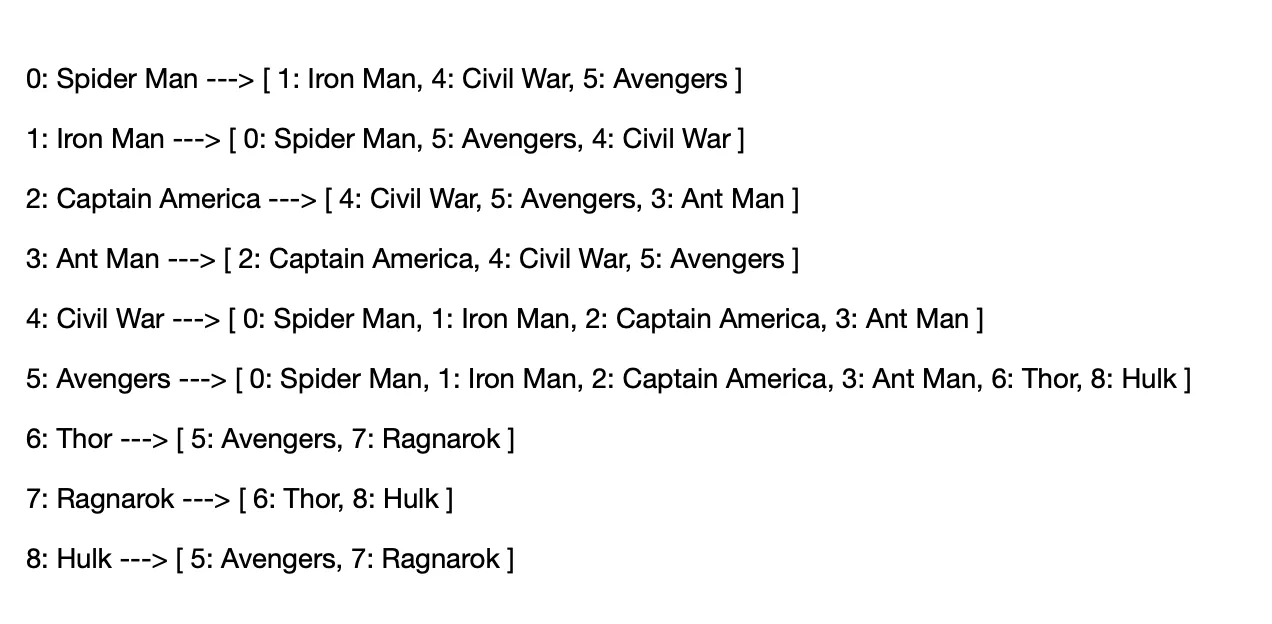 0: Spider Man ---> [ 1: Iron Man, 4: Civil War, 5: Avengers ]
1: Iron Man ---> [ 0: Spider Man, 5: Avengers, 4: Civil War ]
2: Captain America ---> [ 4: Civil War, 5: Avengers, 3: Ant Man ]
3: Ant Man ---> [ 2: Captain America, 4: Civil War, 5: Avengers ]
4: Civil War ---> [ 0: Spider Man, 1: Iron Man, 2: Captain America, 3: Ant Man ]
5: Avengers ---> [ 0: Spider Man, 1: Iron Man, 2: Captain America, 3: Ant Man, 6: Thor, 8: Hulk ]
6: Thor ---> [ 5: Avengers, 7: Ragnarok ]
7: Ragnarok ---> [ 6: Thor, 8: Hulk ]
8: Hulk ---> [ 5: Avengers, 7: Ragnarok ]